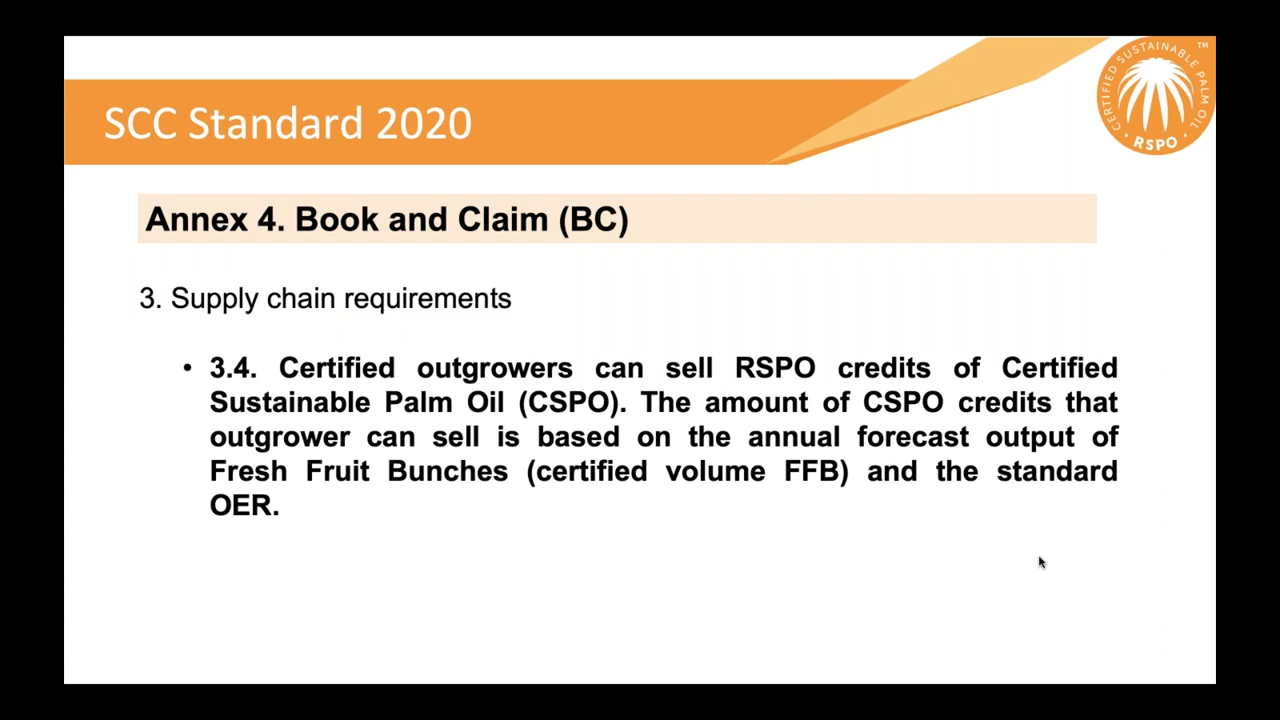 SCC Standard 2020
CERTIFIED SUSTAINABLE PALM OIL
TM
RSPO
Annex 4. Book and Claim (BC)
3. Supply chain requirements
• 3.4. Certified outgrowers can sell RSPO credits of Certified
Sustainable Palm Oil (CSPO). The amount of CSPO credits that
outgrower can sell is based on the annual forecast output of
Fresh Fruit Bunches (certified volume FFB) and the standard
OER.